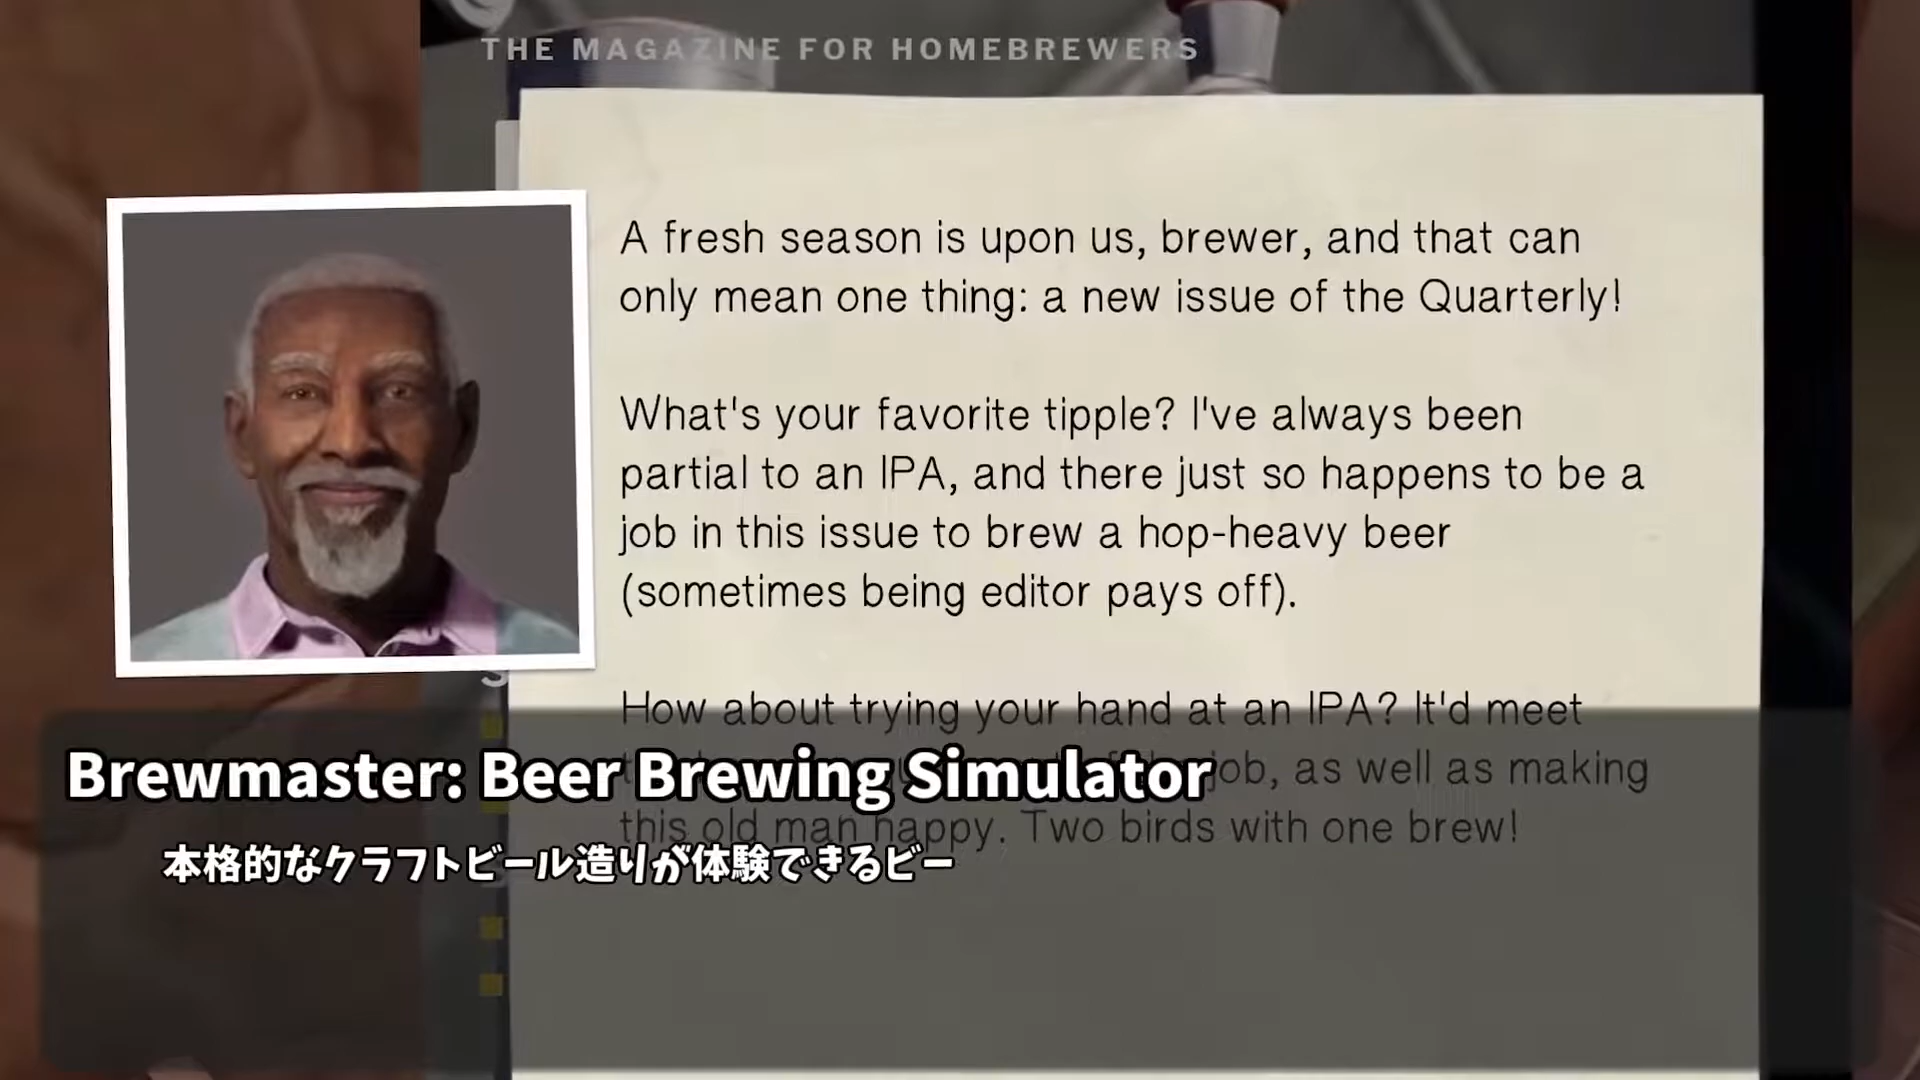 THE MAGAZINE FOR HOMEBREWERS
A fresh season is upon us, brewer, and that can
only mean one thing: a new issue of the Quarterly!
What's your favorite tipple? I've always been
partial to an IPA, and there just so happens to be a
job in this issue to brew a hop-heavy beer
(sometimes being editor pays off).
How about trying your hand at an IPA? It'd meet
job, as well as making
this old man happy. Two birds with one brew!
Brewmaster: Beer Brewing Simulator
本格的なクラフトビール造りが体験できるビー